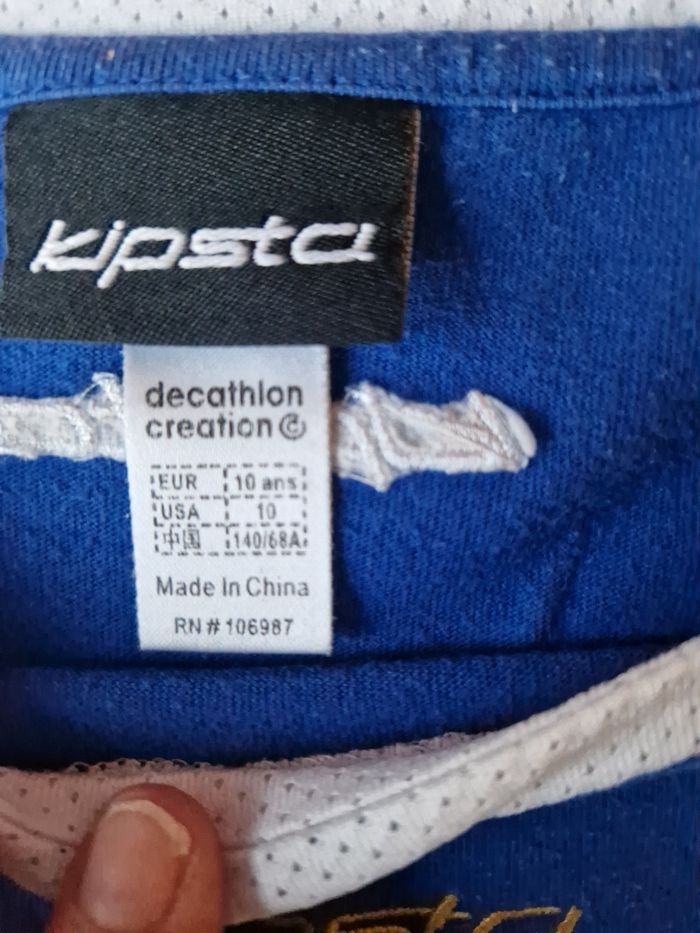 kipsta
decathlon
creation
EUR 10 ans
USA 10
中国 140/68A
Made In China
RN # 106987